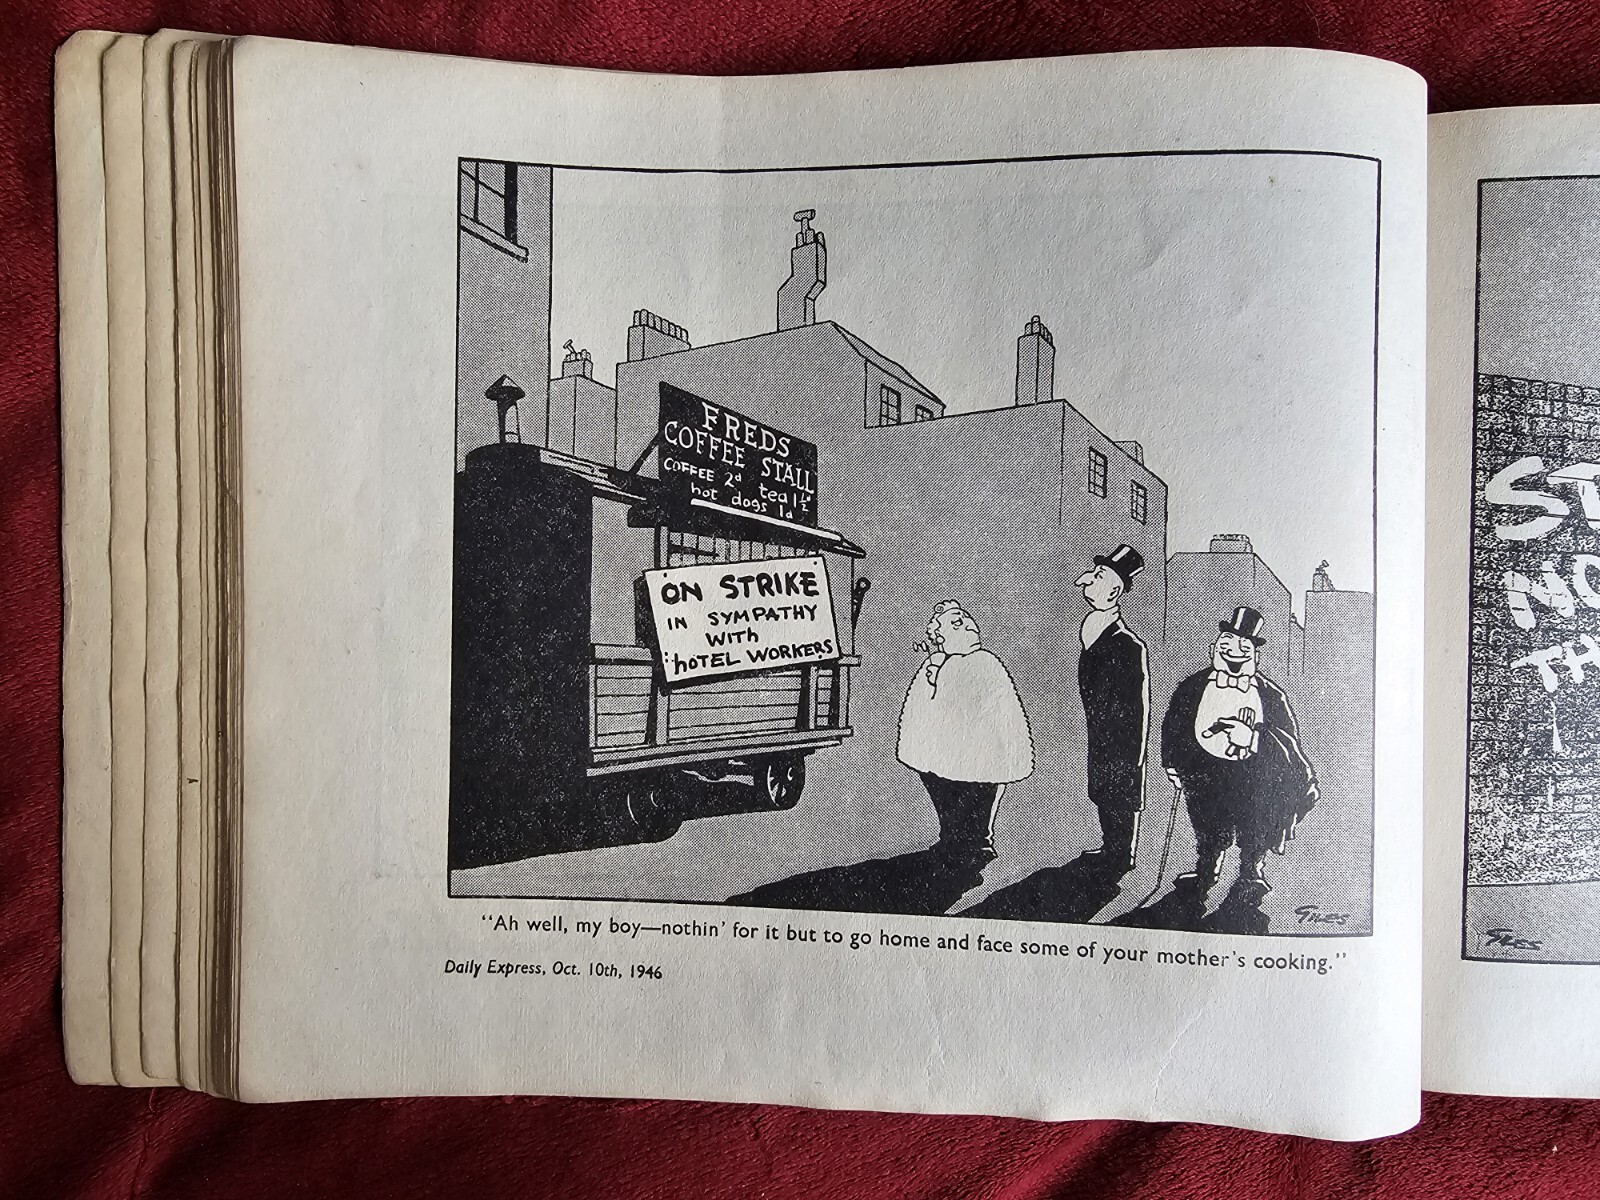 FREDS
COFFEE STALL
COFFEE 2d tea 1½d
hot dogs 1d
ON STRIKE
IN SYMPATHY
WITH
HOTEL WORKERS
GILES
"Ah well, my boy—nothin' for it but to go home and face some of your mother's cooking."
Daily Express, Oct. 10th, 1946
GILES